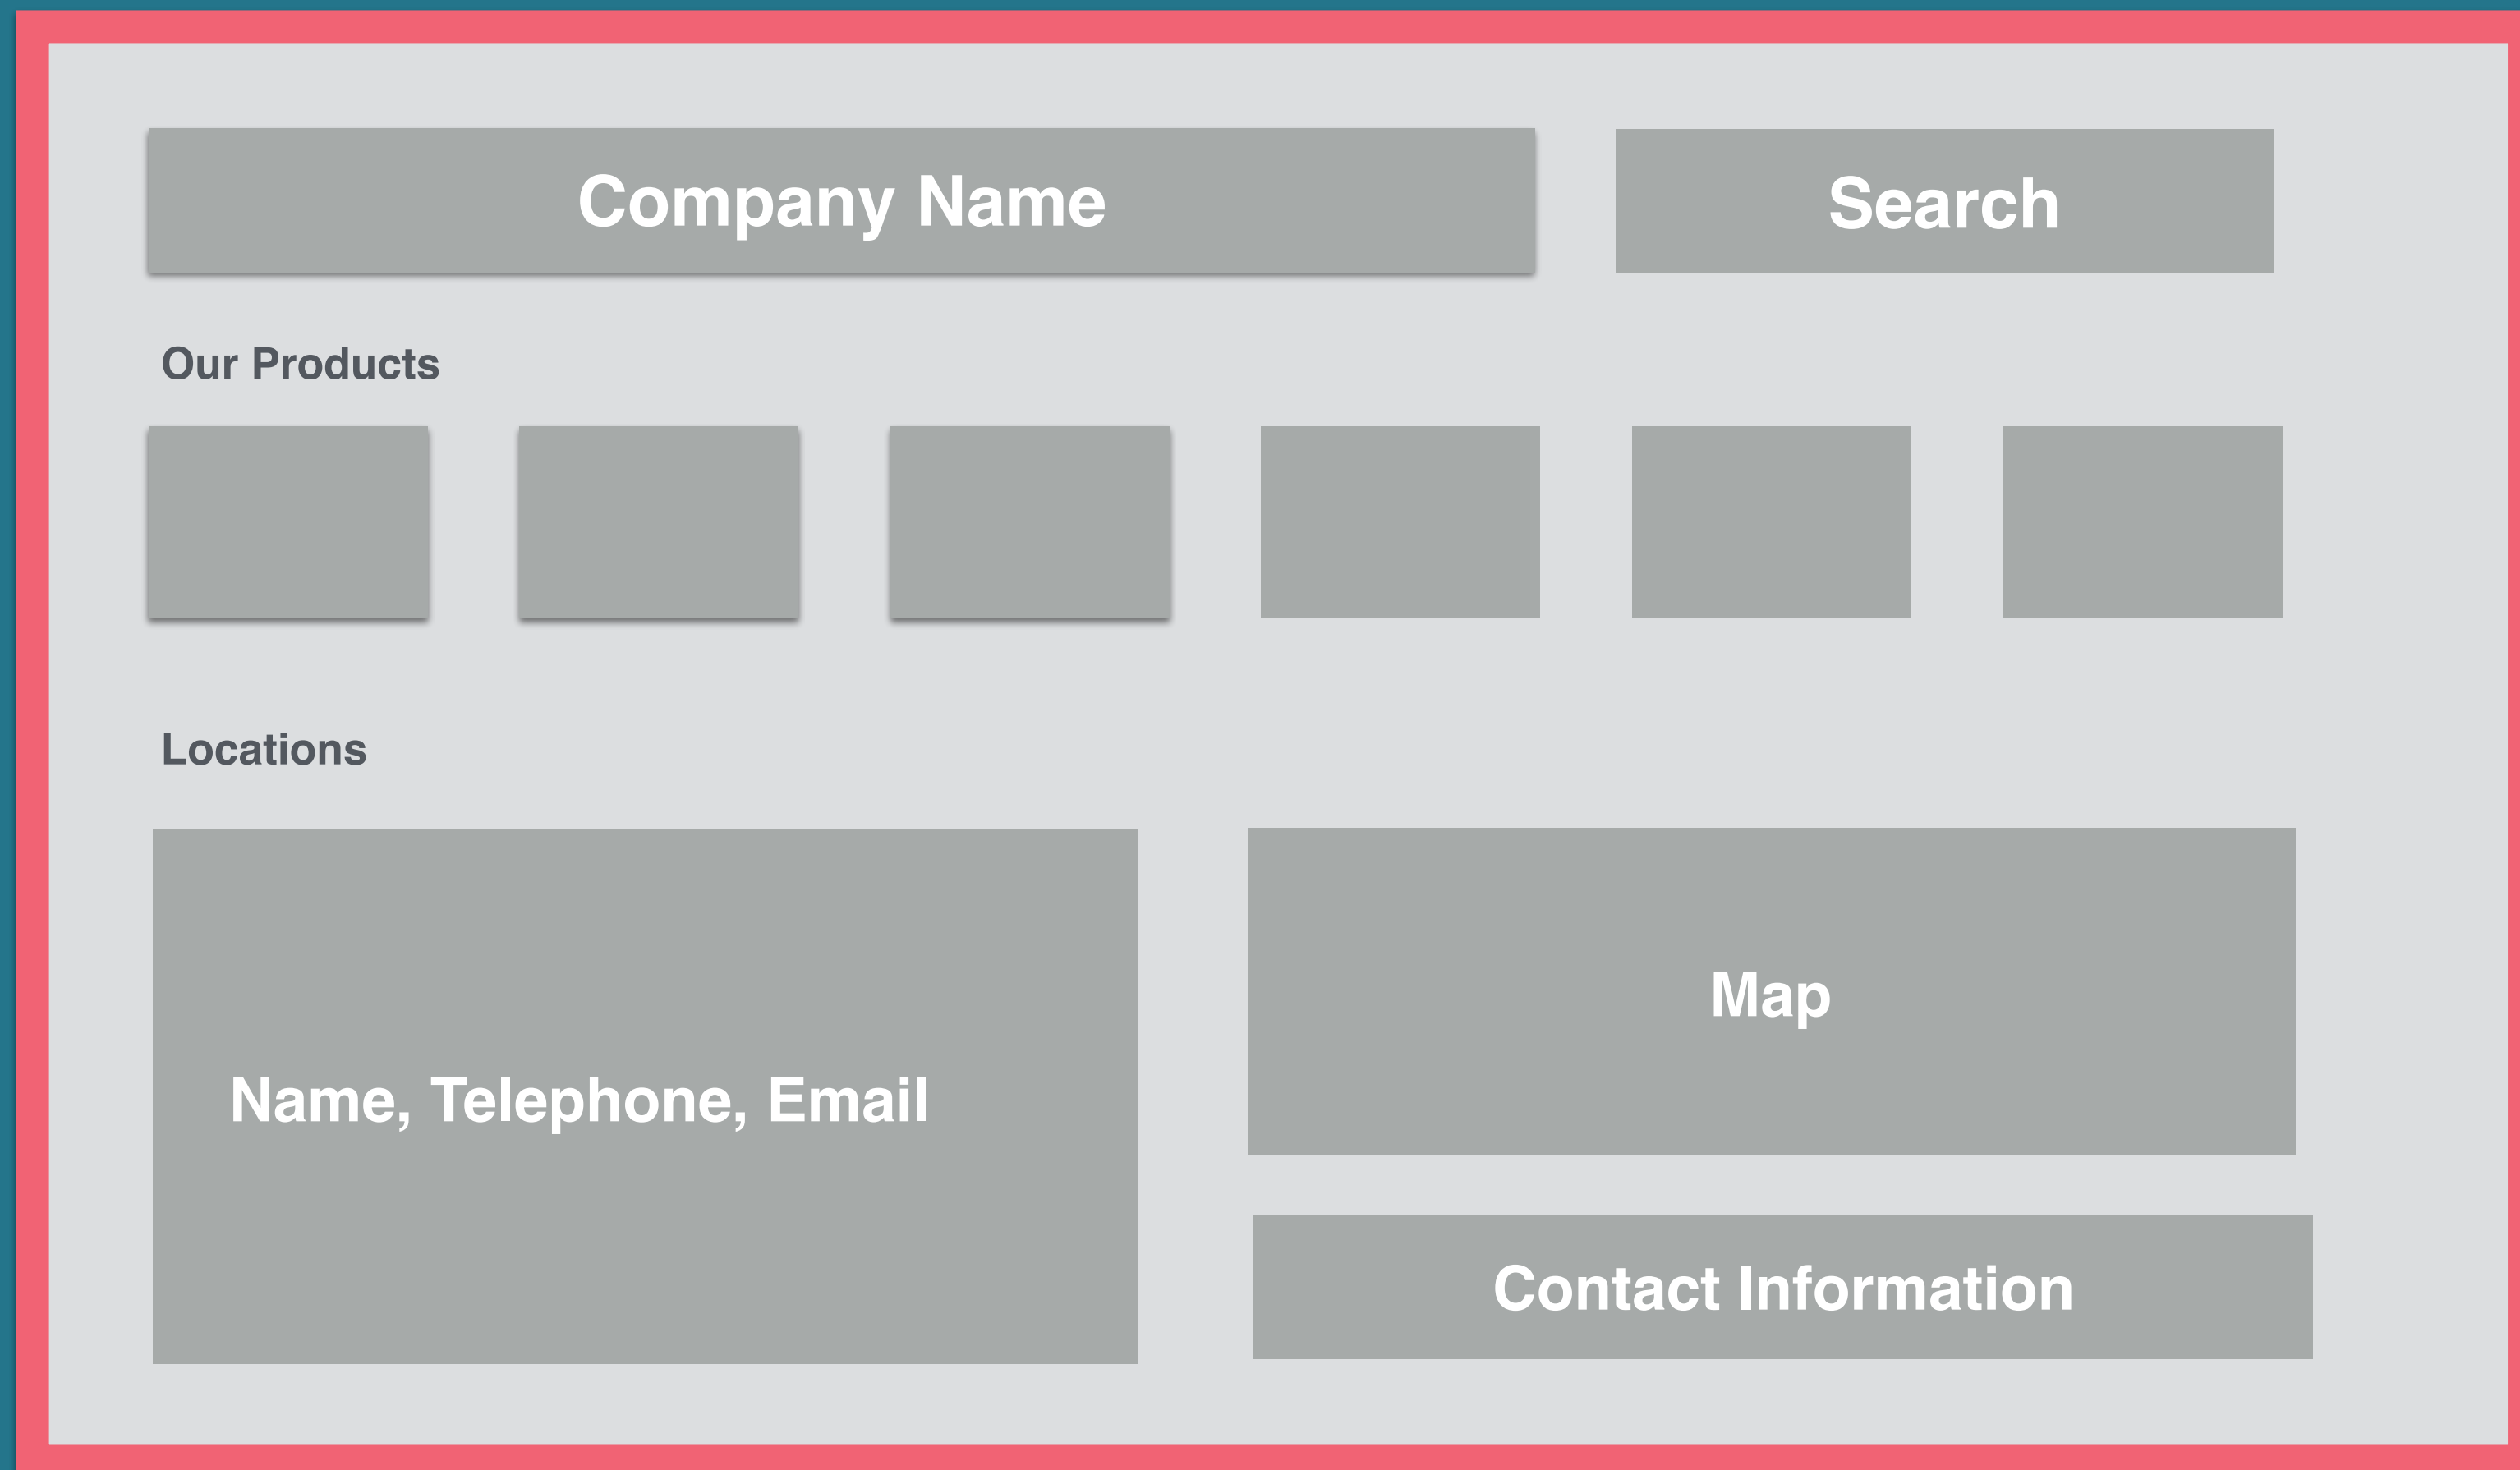 Company Name
Search
Our Products
Locations
Name, Telephone, Email
Map
Contact Information